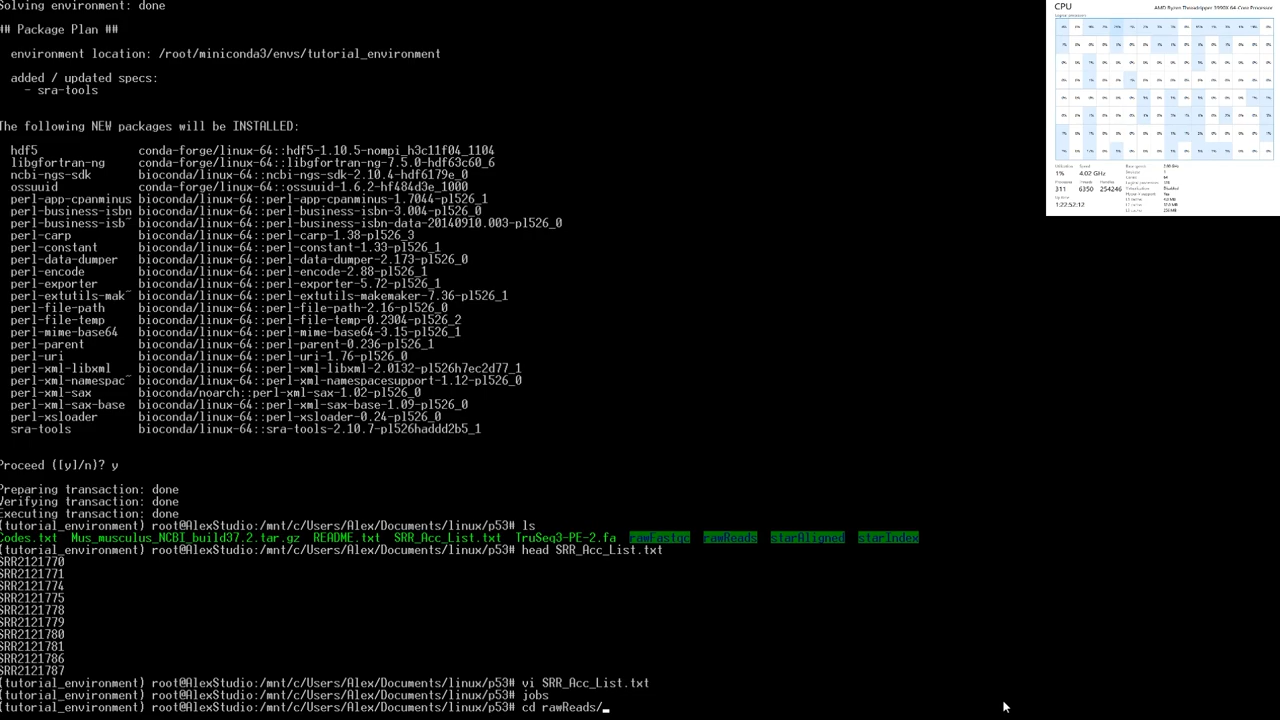 Solving environment: done
## Package Plan ##
environment location: /root/miniconda3/envs/tutorial_environment
added / updated specs:
- sra-tools
The following NEW packages will be INSTALLED:
hdf5 conda-forge/linux-64::hdf5-1.10.5-nompi_h3c11f04_1104
libgfortran-ng conda-forge/linux-64::libgfortran-ng-7.5.0-hdf63c60_6
ncbi-ngs-sdk bioconda/linux-64::ncbi-ngs-sdk-2.10.4-hdf6179e_0
ossuuid conda-forge/linux-64::ossuuid-1.6.2-hf484d3e_1000
perl-app-cpanminus bioconda/linux-64::perl-app-cpanminus-1.7044-pl526_1
perl-business-isbn bioconda/linux-64::perl-business-isbn-3.004-pl526_0
perl-business-isb~ bioconda/linux-64::perl-business-isbn-data-20140910.003-pl526_0
perl-carp bioconda/linux-64::perl-carp-1.38-pl526_3
perl-constant bioconda/linux-64::perl-constant-1.33-pl526_1
perl-data-dumper bioconda/linux-64::perl-data-dumper-2.173-pl526_0
perl-encode bioconda/linux-64::perl-encode-2.88-pl526_1
perl-exporter bioconda/linux-64::perl-exporter-5.72-pl526_1
perl-extutils-mak~ bioconda/linux-64::perl-extutils-makemaker-7.36-pl526_1
perl-file-path bioconda/linux-64::perl-file-path-2.16-pl526_0
perl-file-temp bioconda/linux-64::perl-file-temp-0.2304-pl526_2
perl-mime-base64 bioconda/linux-64::perl-mime-base64-3.15-pl526_1
perl-parent bioconda/linux-64::perl-parent-0.236-pl526_1
perl-uri bioconda/linux-64::perl-uri-1.76-pl526_0
perl-xml-libxml bioconda/linux-64::perl-xml-libxml-2.0132-pl526h7ec2d77_1
perl-xml-namespac~ bioconda/linux-64::perl-xml-namespacesupport-1.12-pl526_0
perl-xml-sax bioconda/noarch::perl-xml-sax-1.02-pl526_0
perl-xml-sax-base bioconda/linux-64::perl-xml-sax-base-1.09-pl526_0
perl-xsloader bioconda/linux-64::perl-xsloader-0.24-pl526_0
sra-tools bioconda/linux-64::sra-tools-2.10.7-pl526haddd2b5_1
Proceed ([y]/n)? y
Preparing transaction: done
Verifying transaction: done
Executing transaction: done
(tutorial_environment) root@AlexStudio:/mnt/c/Users/Alex/Documents/linux/p53# ls
Codes.txt Mus_musculus_NCBI_build37.2.tar.gz README.txt SRR_Acc_List.txt TruSeq3-PE-2.fa rawFastqc rawReads starAligned starIndex
(tutorial_environment) root@AlexStudio:/mnt/c/Users/Alex/Documents/linux/p53# head SRR_Acc_List.txt
SRR2121770
SRR2121771
SRR2121774
SRR2121775
SRR2121778
SRR2121779
SRR2121780
SRR2121781
SRR2121786
SRR2121787
(tutorial_environment) root@AlexStudio:/mnt/c/Users/Alex/Documents/linux/p53# vi SRR_Acc_List.txt
(tutorial_environment) root@AlexStudio:/mnt/c/Users/Alex/Documents/linux/p53# jobs
(tutorial_environment) root@AlexStudio:/mnt/c/Users/Alex/Documents/linux/p53# cd rawReads/
CPU
AMD Ryzen Threadripper 3990X 64-Core Processor
1% 4.02 GHz
311 6350 254246
1:22:52:12